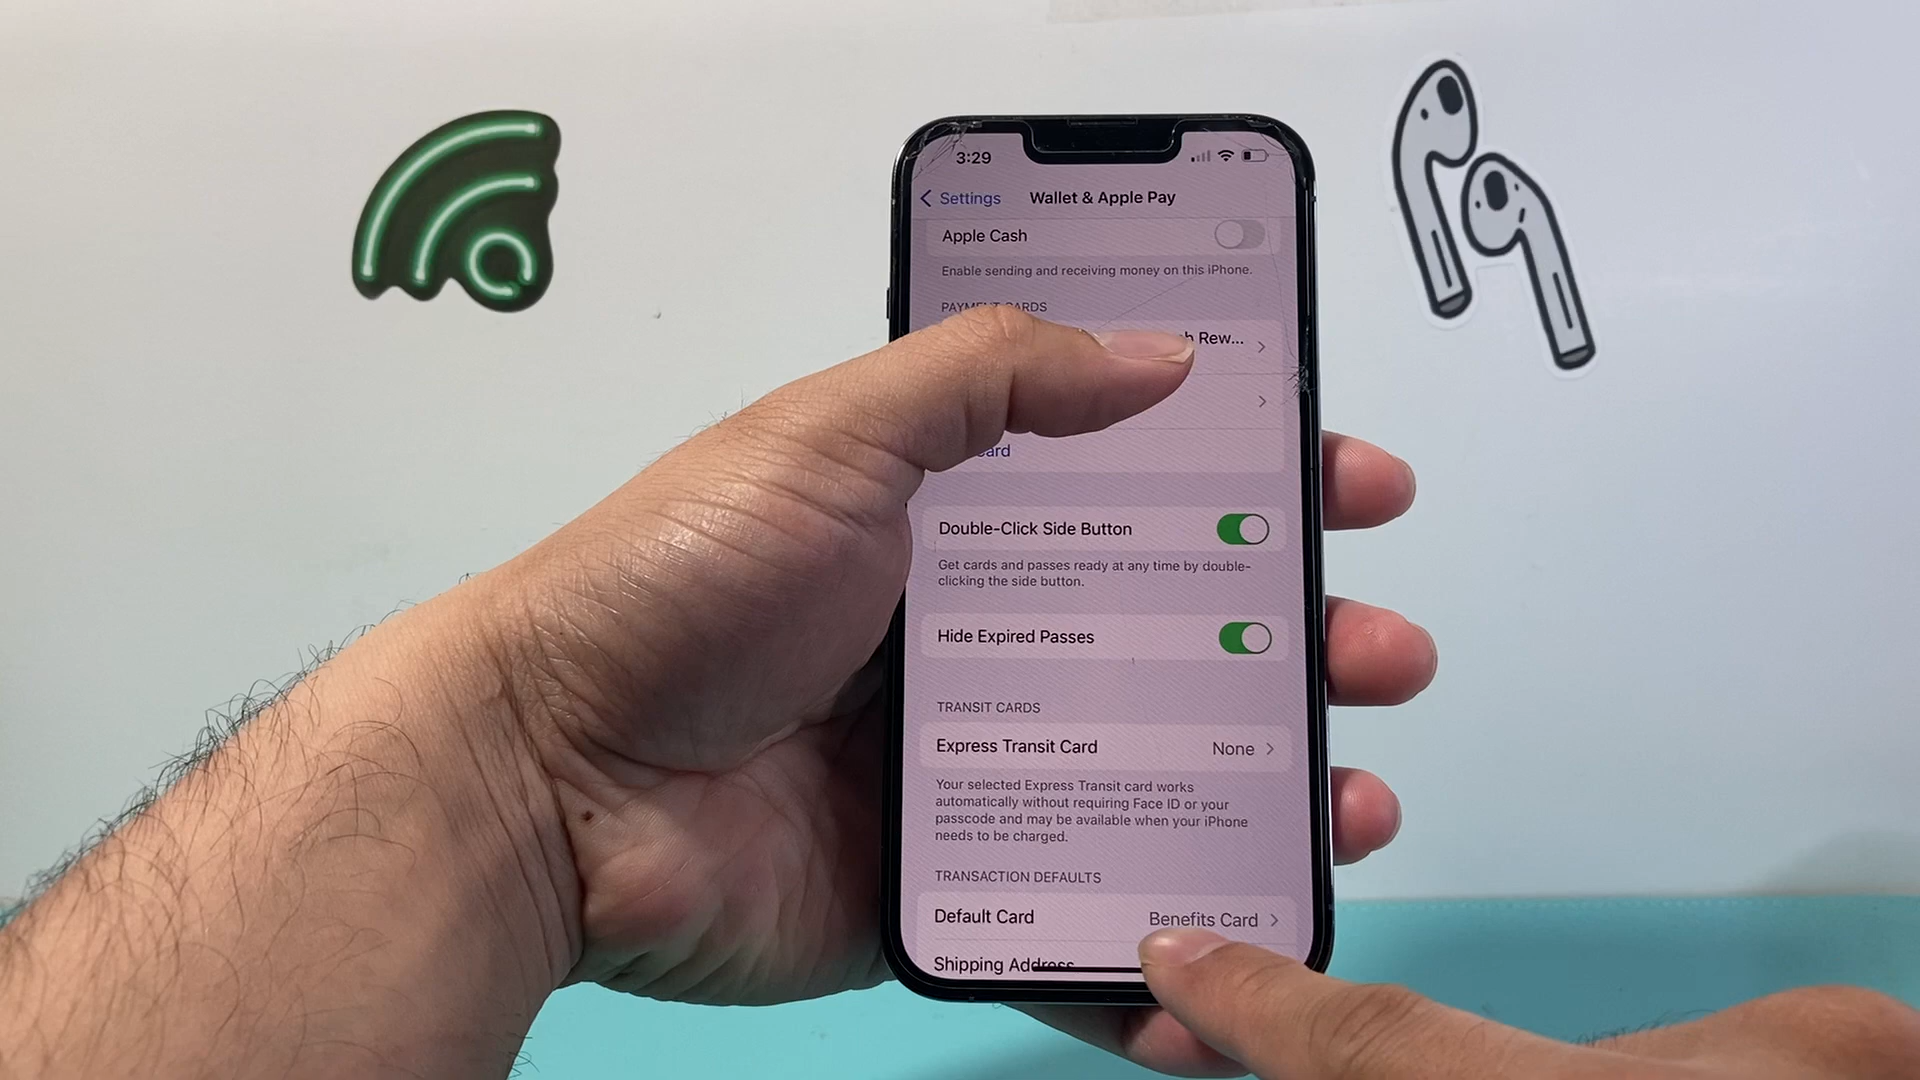 3:29
Settings
Wallet & Apple Pay
Apple Cash
Enable sending and receiving money on this iPhone.
PAYMENT CARDS
Rew...
Card
Double-Click Side Button
Get cards and passes ready at any time by double-
clicking the side button.
Hide Expired Passes
TRANSIT CARDS
Express Transit Card
None
Your selected Express Transit card works
automatically without requiring Face ID or your
passcode and may be available when your iPhone
needs to be charged.
TRANSACTION DEFAULTS
Default Card
Benefits Card
Shipping Address